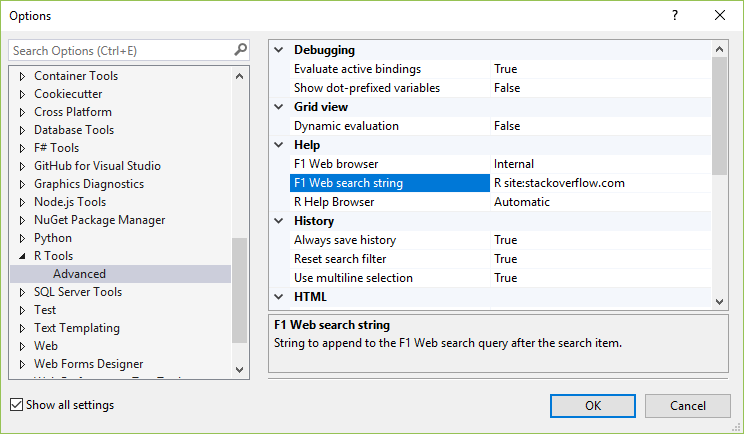 Options
Search Options (Ctrl+E)
Container Tools
Cookiecutter
Cross Platform
Database Tools
F# Tools
GitHub for Visual Studio
Graphics Diagnostics
Node.js Tools
NuGet Package Manager
Python
R Tools
Advanced
SQL Server Tools
Test
Text Templating
Web
Web Forms Designer
Debugging
Evaluate active bindings True
Show dot-prefixed variables False
Grid view
Dynamic evaluation False
Help
F1 Web browser Internal
F1 Web search string R site:stackoverflow.com
R Help Browser Automatic
History
Always save history True
Reset search filter True
Use multiline selection True
HTML
F1 Web search string
String to append to the F1 Web search query after the search item.
Show all settings
OK Cancel